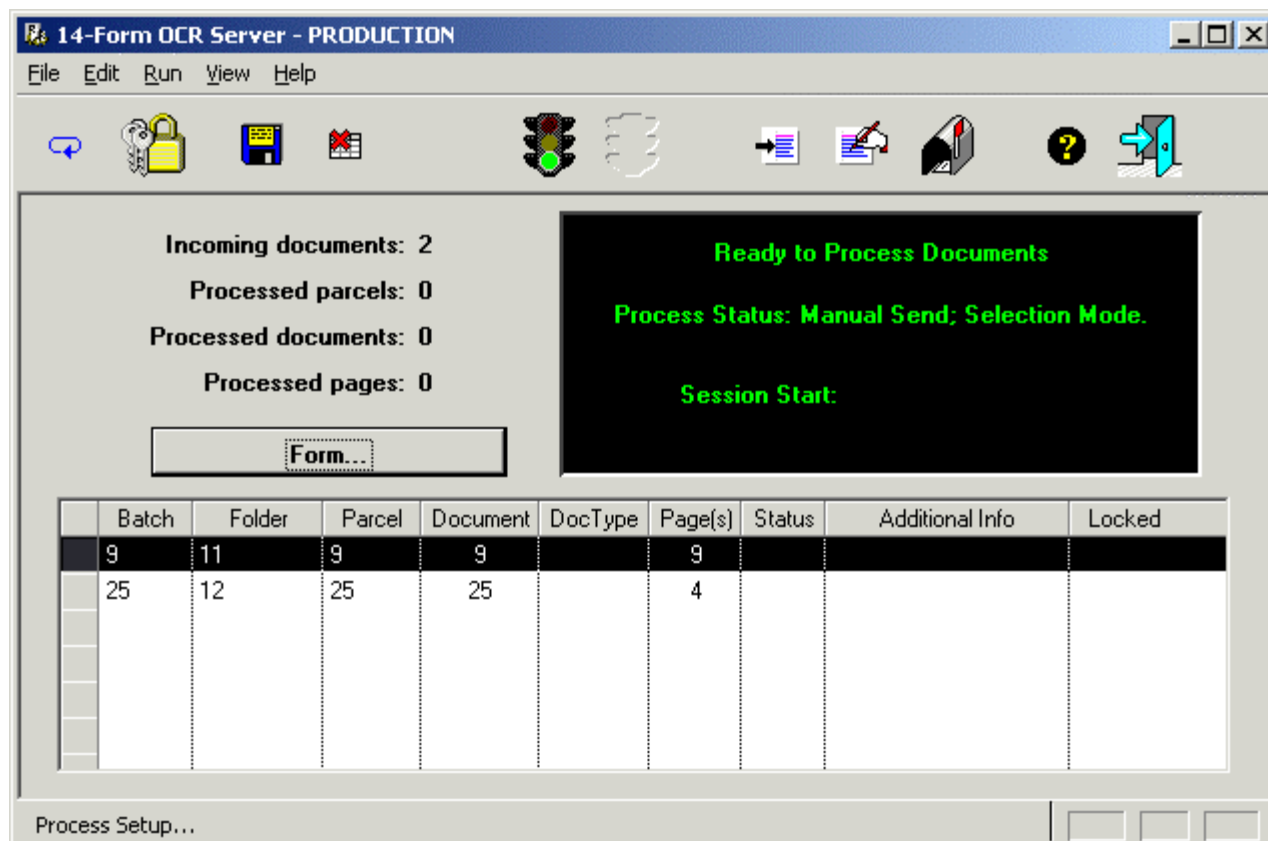 14-Form OCR Server - PRODUCTION
File Edit Run View Help
Incoming documents: 2
Processed parcels: 0
Processed documents: 0
Processed pages: 0
Form...
Ready to Process Documents
Process Status: Manual Send; Selection Mode.
Session Start:
Batch Folder Parcel Document DocType Page(s) Status Additional Info Locked
9 11 9 9 9
25 12 25 25 4
Process Setup...